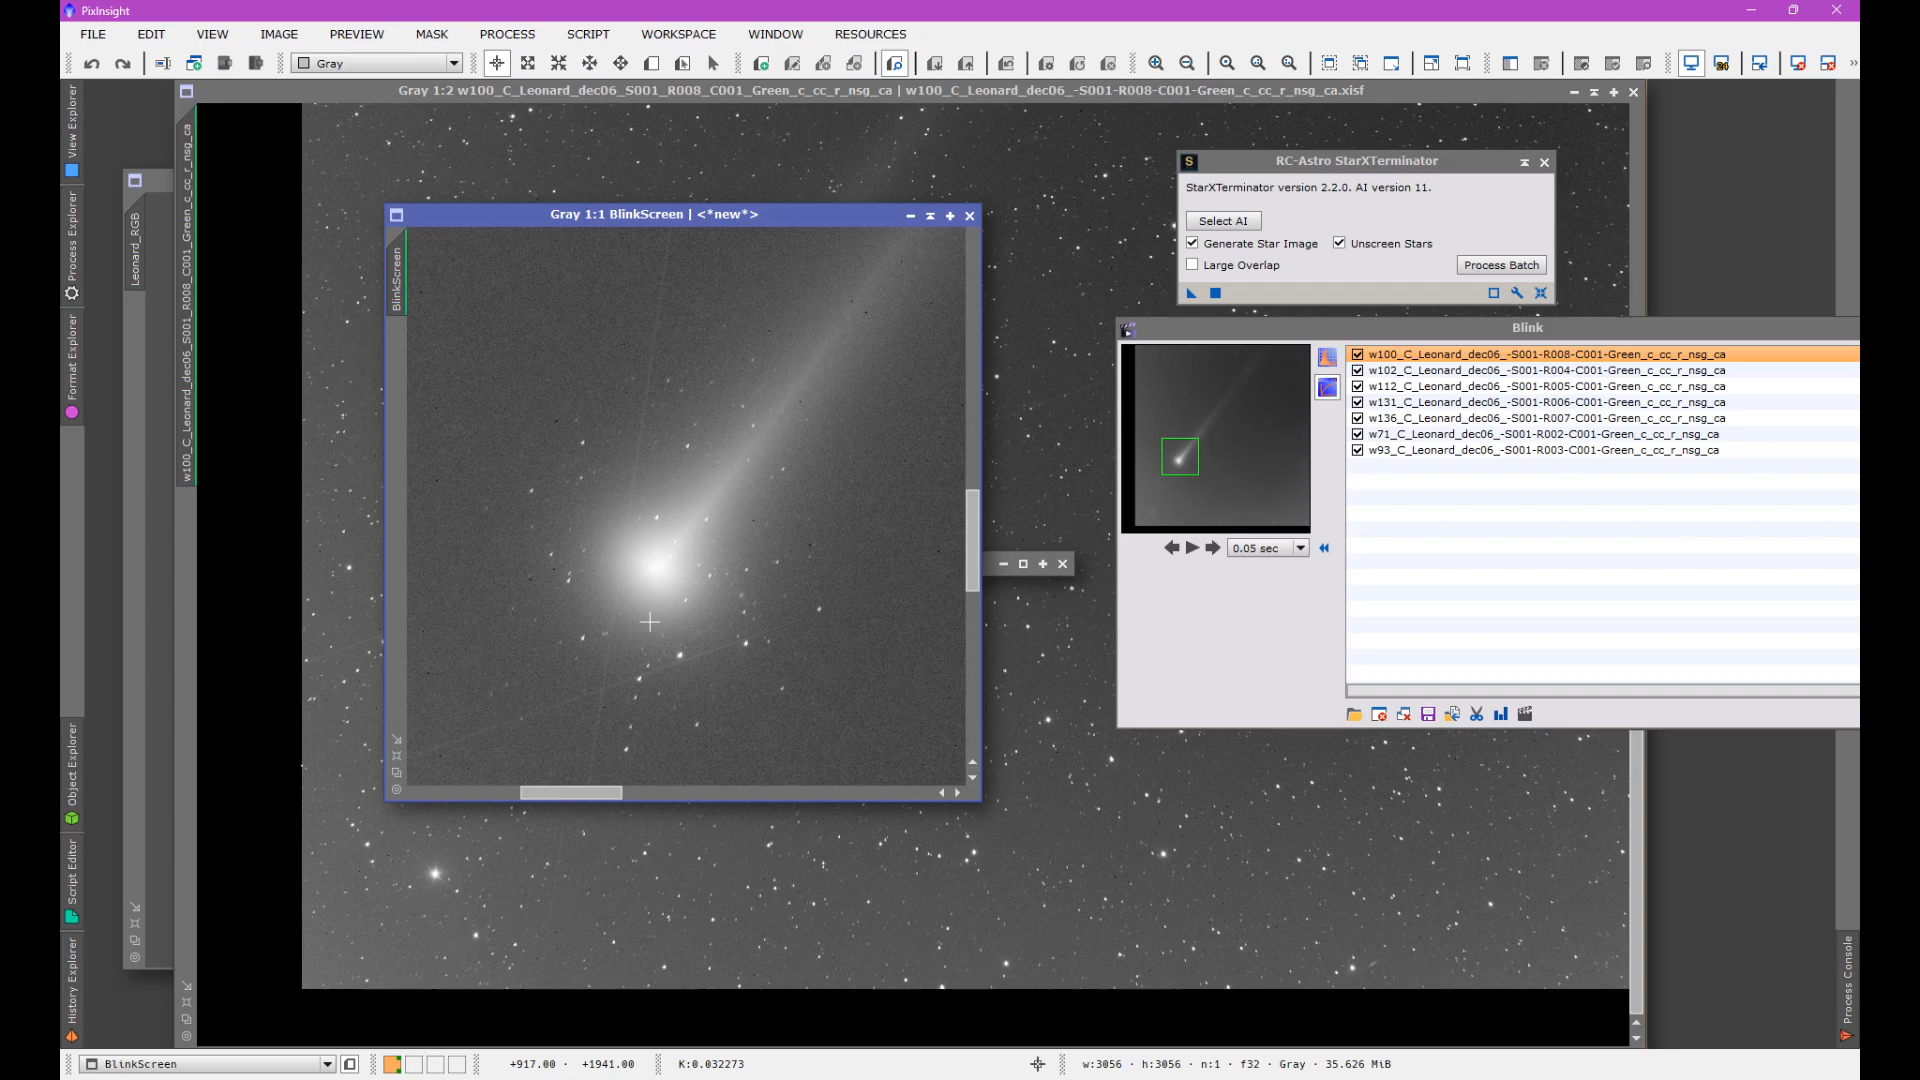 PixInsight
FILE EDIT VIEW IMAGE PREVIEW MASK PROCESS SCRIPT WORKSPACE WINDOW RESOURCES
Gray
Gray 1:2 w100_C_Leonard_dec06_S001_R008_C001_Green_c_cc_r_nsg_ca | w100_C_Leonard_dec06_-S001-R008-C001-Green_c_cc_r_nsg_ca.xisf
View Explorer
Process Explorer
Format Explorer
Object Explorer
Script Editor
History Explorer
Leonard_RGB
w100_C_Leonard_dec06_S001_R008_C001_Green_c_cc_r_nsg_ca
Gray 1:1 BlinkScreen | <*new*>
BlinkScreen
RC-Astro StarXTerminator
S
StarXTerminator version 2.2.0. AI version 11.
Select AI
Generate Star Image
Unscreen Stars
Large Overlap
Process Batch
Blink
w100_C_Leonard_dec06_-S001-R008-C001-Green_c_cc_r_nsg_ca
w102_C_Leonard_dec06_-S001-R004-C001-Green_c_cc_r_nsg_ca
w112_C_Leonard_dec06_-S001-R005-C001-Green_c_cc_r_nsg_ca
w131_C_Leonard_dec06_-S001-R006-C001-Green_c_cc_r_nsg_ca
w136_C_Leonard_dec06_-S001-R007-C001-Green_c_cc_r_nsg_ca
w71_C_Leonard_dec06_-S001-R002-C001-Green_c_cc_r_nsg_ca
w93_C_Leonard_dec06_-S001-R003-C001-Green_c_cc_r_nsg_ca
0.05 sec
Process Console
BlinkScreen
+917.00 · +1941.00
K:0.032273
w:3056 · h:3056 · n:1 · f32 · Gray · 35.626 MiB